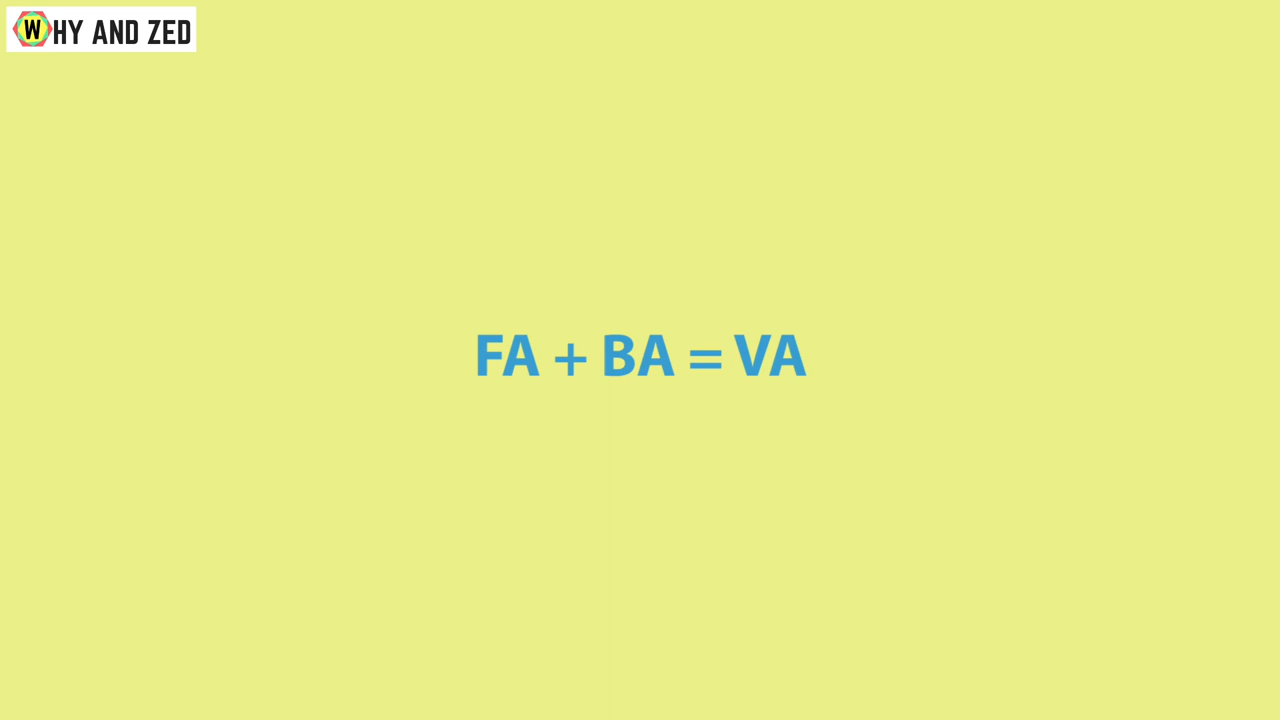 WHY AND ZED
FA + BA = VA